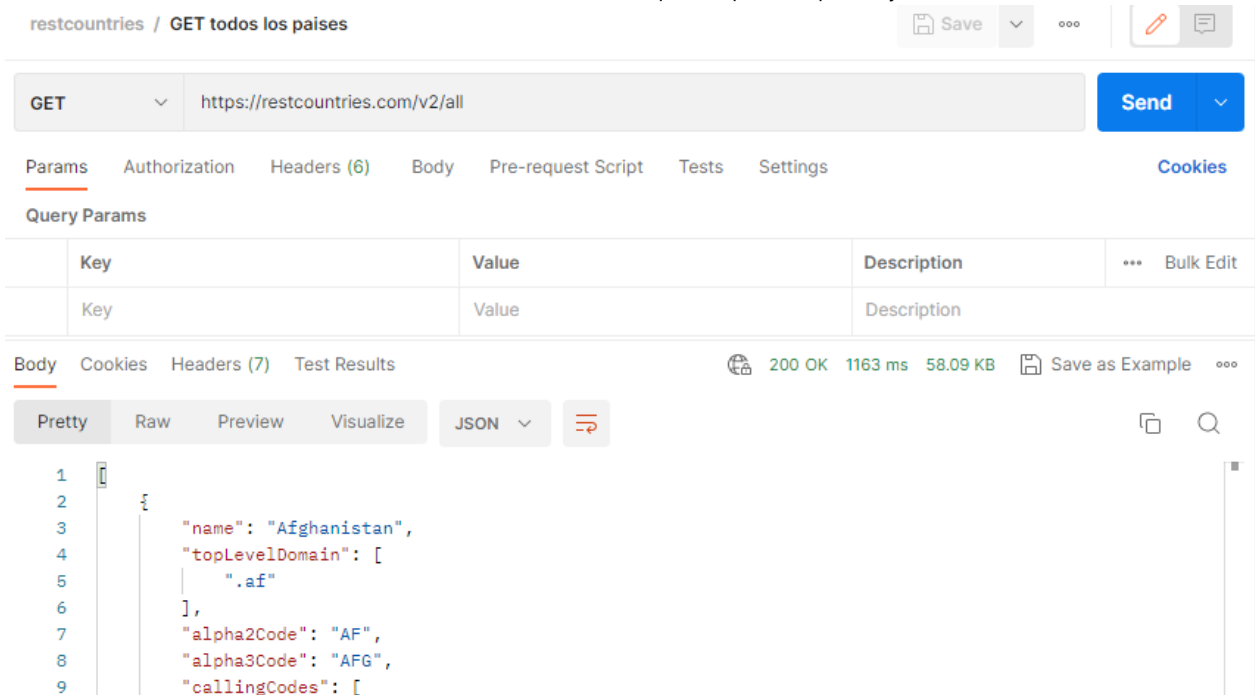 restcountries / GET todos los paises Save ooo
GET https://restcountries.com/v2/all Send
Params Authorization Headers (6) Body Pre-request Script Tests Settings Cookies
Query Params
Key Value Description ooo Bulk Edit
Key Value Description
Body Cookies Headers (7) Test Results 200 OK 1163 ms 58.09 KB Save as Example ooo
Pretty Raw Preview Visualize JSON
1 [
2 {
3 "name": "Afghanistan",
4 "topLevelDomain": [
5 ".af"
6 ],
7 "alpha2Code": "AF",
8 "alpha3Code": "AFG",
9 "callingCodes": [